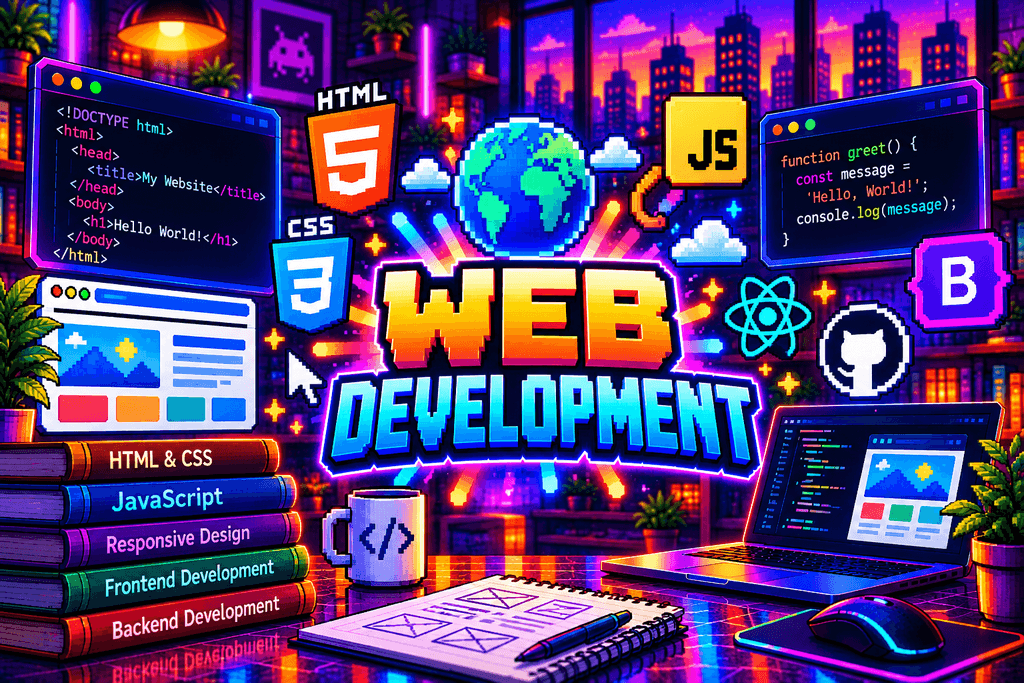 <!DOCTYPE html>
<html>
<head>
<title>My Website</title>
</head>
<body>
<h1>Hello World!</h1>
</body>
</html>
HTML
5
CSS
3
JS
function greet() {
const message =
'Hello, World!';
console.log(message);
}
B
WEB
DEVELOPMENT
HTML & CSS
JavaScript
Responsive Design
Frontend Development
Backend Development
</>